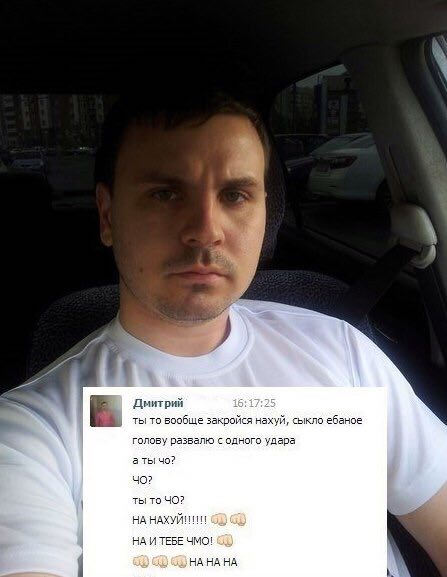 Дмитрий 16:17:25
ты то вообще закройся нахуй, сыкло ебаное
голову развалю с одного удара
а ты чо?
ЧО?
ты то ЧО?
НА НАХУЙ!!!!!! 👊🏻👊🏻
НА И ТЕБЕ ЧМО! 👊🏻
👊🏻👊🏻👊🏻 НА НА НА